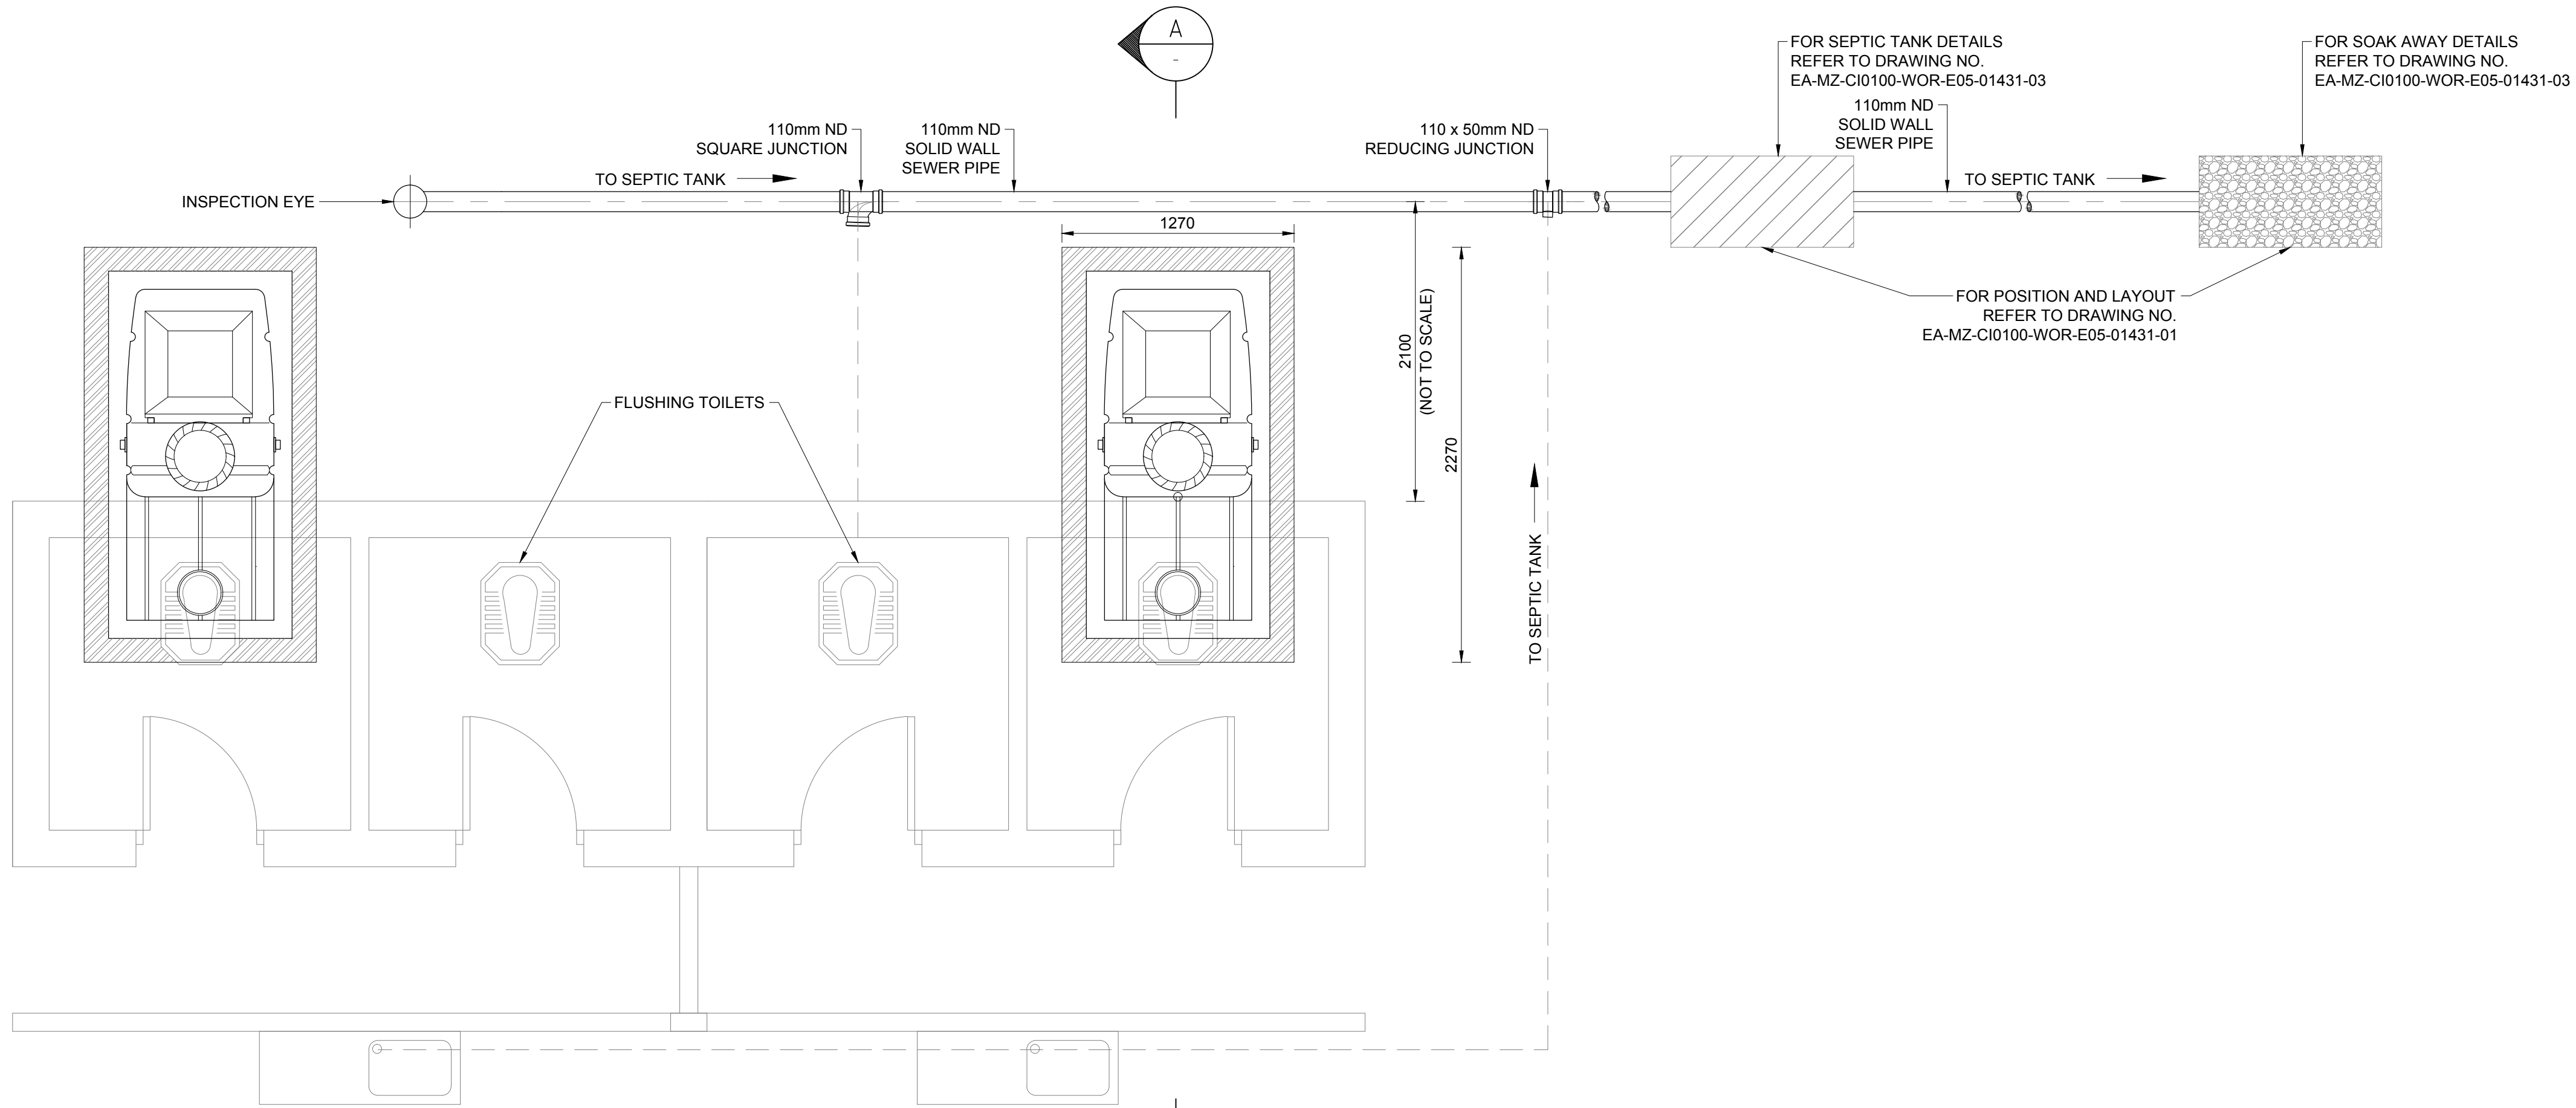 A
-
FOR SEPTIC TANK DETAILS
REFER TO DRAWING NO.
EA-MZ-CI0100-WOR-E05-01431-03
FOR SOAK AWAY DETAILS
REFER TO DRAWING NO.
EA-MZ-CI0100-WOR-E05-01431-03
110mm ND
SQUARE JUNCTION
110mm ND
SOLID WALL
SEWER PIPE
110 x 50mm ND
REDUCING JUNCTION
110mm ND
SOLID WALL
SEWER PIPE
TO SEPTIC TANK
TO SEPTIC TANK
INSPECTION EYE
1270
FOR POSITION AND LAYOUT
REFER TO DRAWING NO.
EA-MZ-CI0100-WOR-E05-01431-01
2100
(NOT TO SCALE)
FLUSHING TOILETS
2270
TO SEPTIC TANK